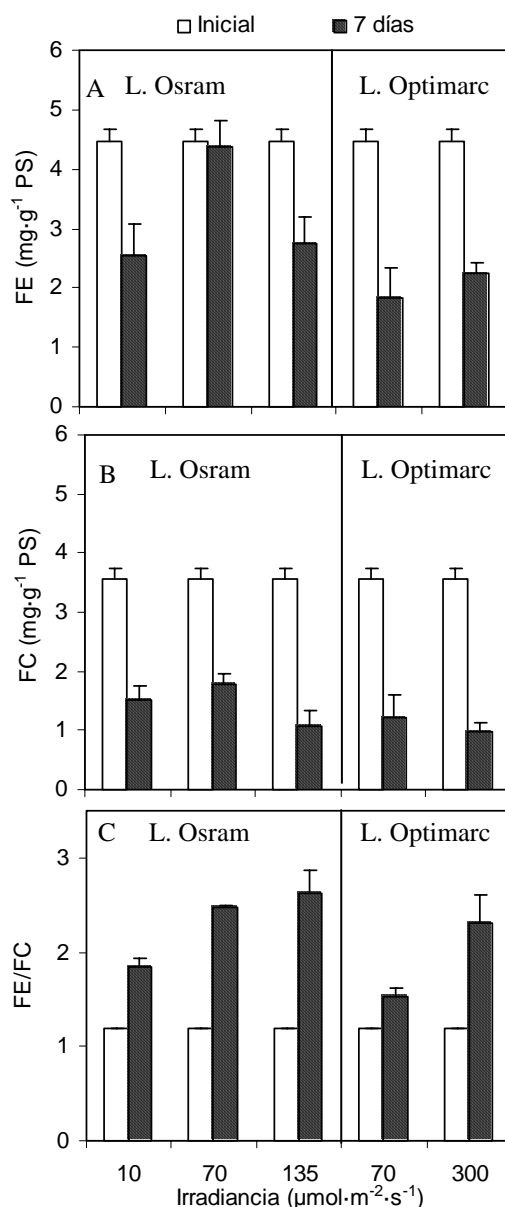 Inicial 7 días
A L. Osram L. Optimarc
6
5
4
3
2
1
0
FE (mg·g⁻¹ PS)
B L. Osram L. Optimarc
6
5
4
3
2
1
0
FC (mg·g⁻¹ PS)
C L. Osram L. Optimarc
3
2
1
0
FE/FC
10 70 135 70 300
Irradiancia (µmol·m⁻²·s⁻¹)